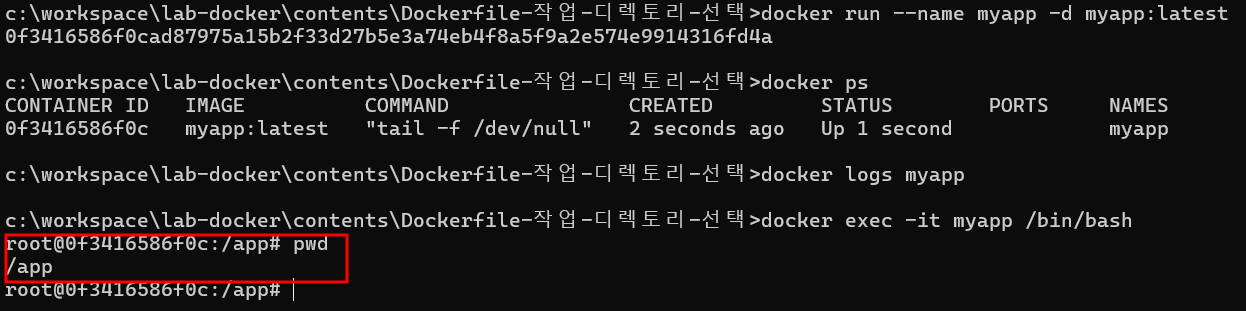 c:\workspace\lab-docker\contents\Dockerfile-작업-디렉토리-선택>docker run --name myapp -d myapp:latest
0f3416586f0cad87975a15b2f33d27b5e3a74eb4f8a5f9a2e574e9914316fd4a
c:\workspace\lab-docker\contents\Dockerfile-작업-디렉토리-선택>docker ps
CONTAINER ID   IMAGE          COMMAND               CREATED         STATUS        PORTS     NAMES
0f3416586f0c   myapp:latest   "tail -f /dev/null"   2 seconds ago   Up 1 second             myapp
c:\workspace\lab-docker\contents\Dockerfile-작업-디렉토리-선택>docker logs myapp
c:\workspace\lab-docker\contents\Dockerfile-작업-디렉토리-선택>docker exec -it myapp /bin/bash
root@0f3416586f0c:/app# pwd
/app
root@0f3416586f0c:/app#